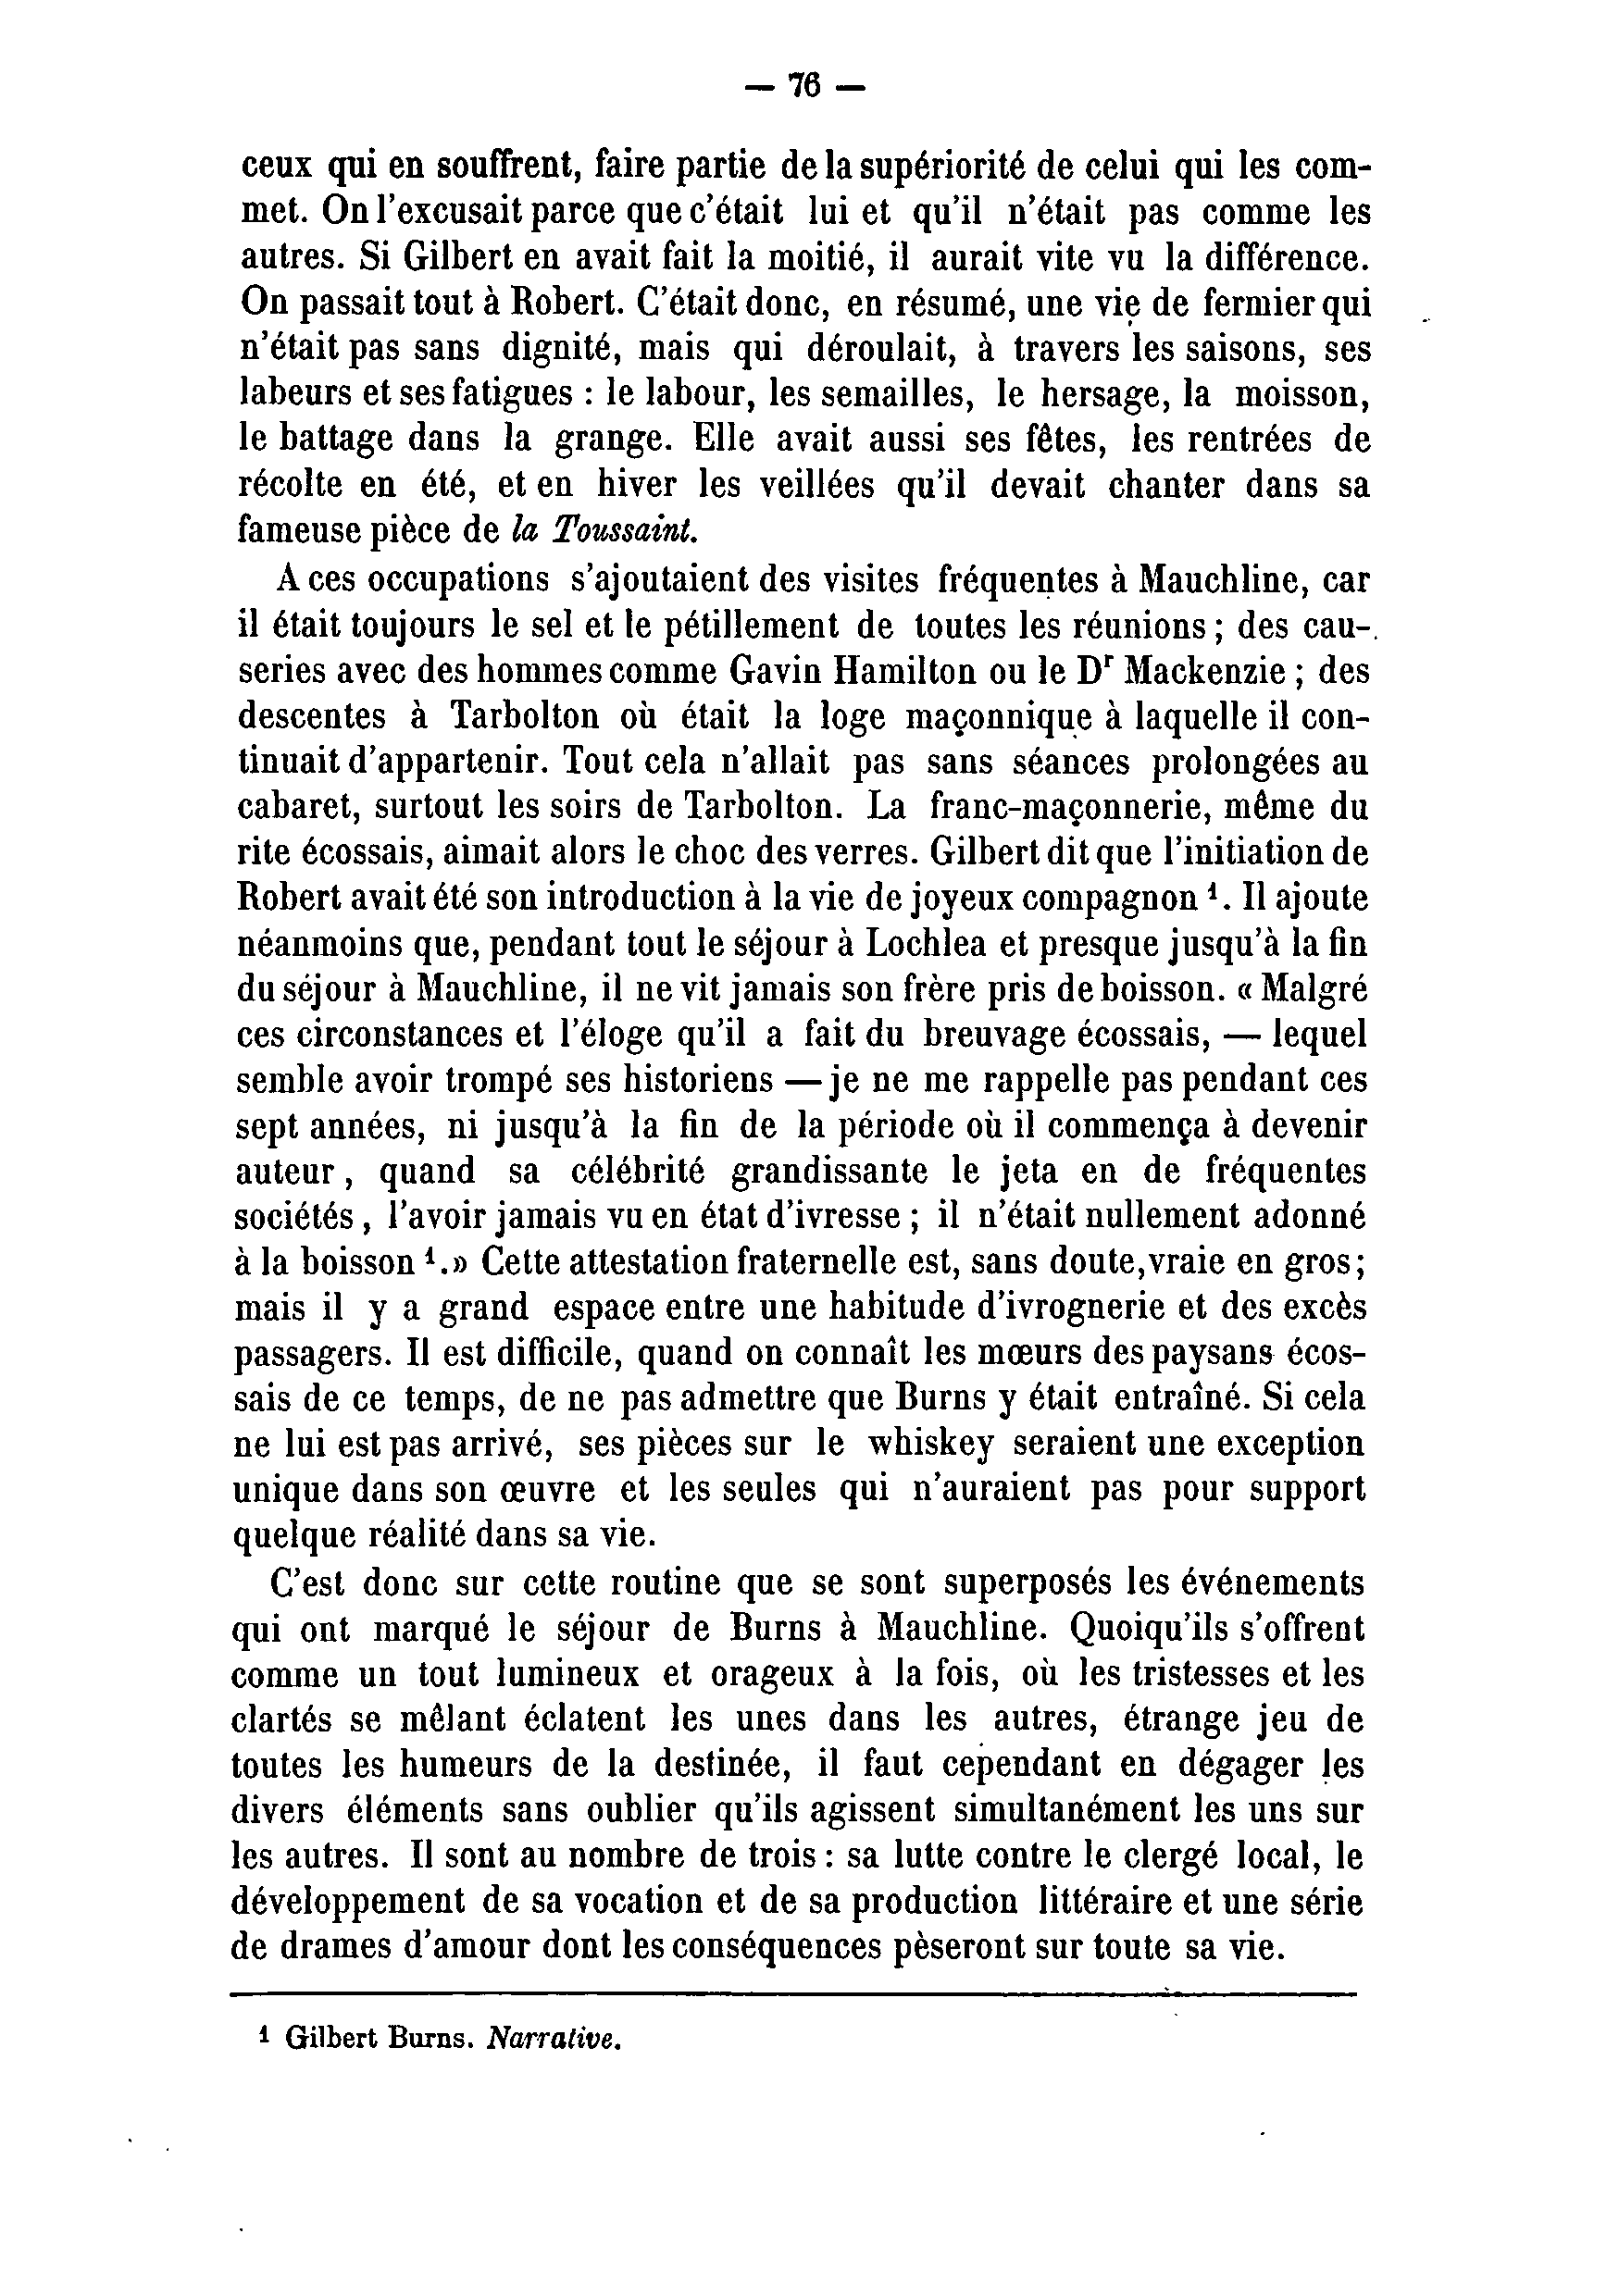 — 76 —
ceux qui en souffrent, faire partie de la supériorité de celui qui les com-
met. On l'excusait parce que c'était lui et qu'il n'était pas comme les
autres. Si Gilbert en avait fait la moitié, il aurait vite vu la différence.
On passait tout à Robert. C'était donc, en résumé, une vie de fermier qui
n'était pas sans dignité, mais qui déroulait, à travers les saisons, ses
labeurs et ses fatigues : le labour, les semailles, le hersage, la moisson,
le battage dans la grange. Elle avait aussi ses fêtes, les rentrées de
récolte en été, et en hiver les veillées qu'il devait chanter dans sa
fameuse pièce de la Toussaint.
A ces occupations s'ajoutaient des visites fréquentes à Mauchline, car
il était toujours le sel et le pétillement de toutes les réunions ; des cau-
series avec des hommes comme Gavin Hamilton ou le Dr Mackenzie ; des
descentes à Tarbolton où était la loge maçonnique à laquelle il con-
tinuait d'appartenir. Tout cela n'allait pas sans séances prolongées au
cabaret, surtout les soirs de Tarbolton. La franc-maçonnerie, même du
rite écossais, aimait alors le choc des verres. Gilbert dit que l'initiation de
Robert avait été son introduction à la vie de joyeux compagnon ¹. Il ajoute
néanmoins que, pendant tout le séjour à Lochlea et presque jusqu'à la fin
du séjour à Mauchline, il ne vit jamais son frère pris de boisson. « Malgré
ces circonstances et l'éloge qu'il a fait du breuvage écossais, — lequel
semble avoir trompé ses historiens — je ne me rappelle pas pendant ces
sept années, ni jusqu'à la fin de la période où il commença à devenir
auteur , quand sa célébrité grandissante le jeta en de fréquentes
sociétés , l'avoir jamais vu en état d'ivresse ; il n'était nullement adonné
à la boisson ¹.» Cette attestation fraternelle est, sans doute,vraie en gros;
mais il y a grand espace entre une habitude d'ivrognerie et des excès
passagers. Il est difficile, quand on connaît les mœurs des paysans écos-
sais de ce temps, de ne pas admettre que Burns y était entraîné. Si cela
ne lui est pas arrivé, ses pièces sur le whiskey seraient une exception
unique dans son œuvre et les seules qui n'auraient pas pour support
quelque réalité dans sa vie.
C'est donc sur cette routine que se sont superposés les événements
qui ont marqué le séjour de Burns à Mauchline. Quoiqu'ils s'offrent
comme un tout lumineux et orageux à la fois, où les tristesses et les
clartés se mêlant éclatent les unes dans les autres, étrange jeu de
toutes les humeurs de la destinée, il faut cependant en dégager les
divers éléments sans oublier qu'ils agissent simultanément les uns sur
les autres. Il sont au nombre de trois : sa lutte contre le clergé local, le
développement de sa vocation et de sa production littéraire et une série
de drames d'amour dont les conséquences pèseront sur toute sa vie.
¹ Gilbert Burns. Narrative.